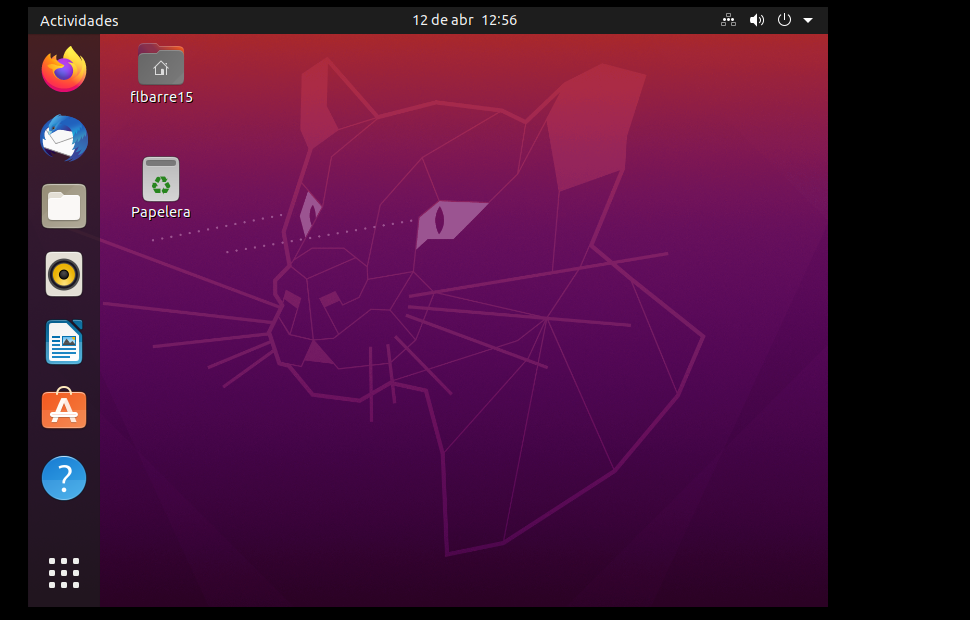 Actividades
12 de abr 12:56
flbarre15
Papelera
?